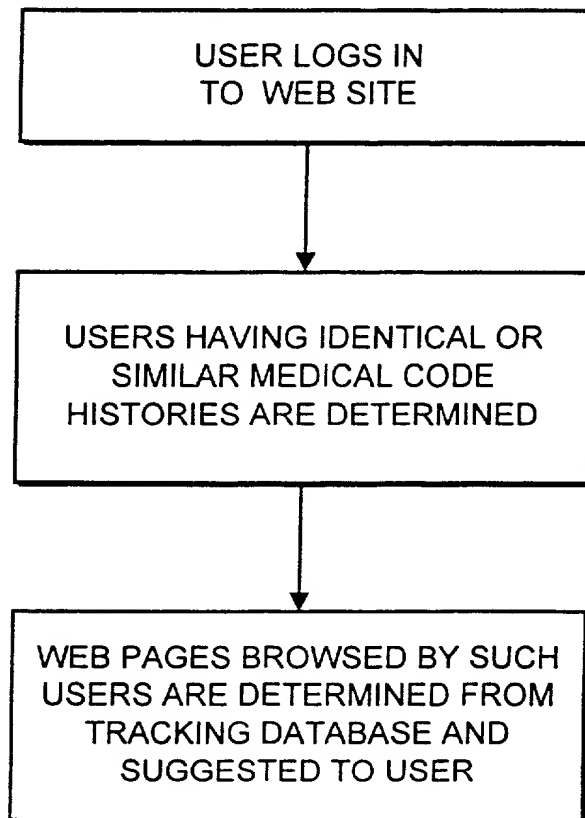 USER LOGS IN
TO WEB SITE
USERS HAVING IDENTICAL OR
SIMILAR MEDICAL CODE
HISTORIES ARE DETERMINED
WEB PAGES BROWSED BY SUCH
USERS ARE DETERMINED FROM
TRACKING DATABASE AND
SUGGESTED TO USER